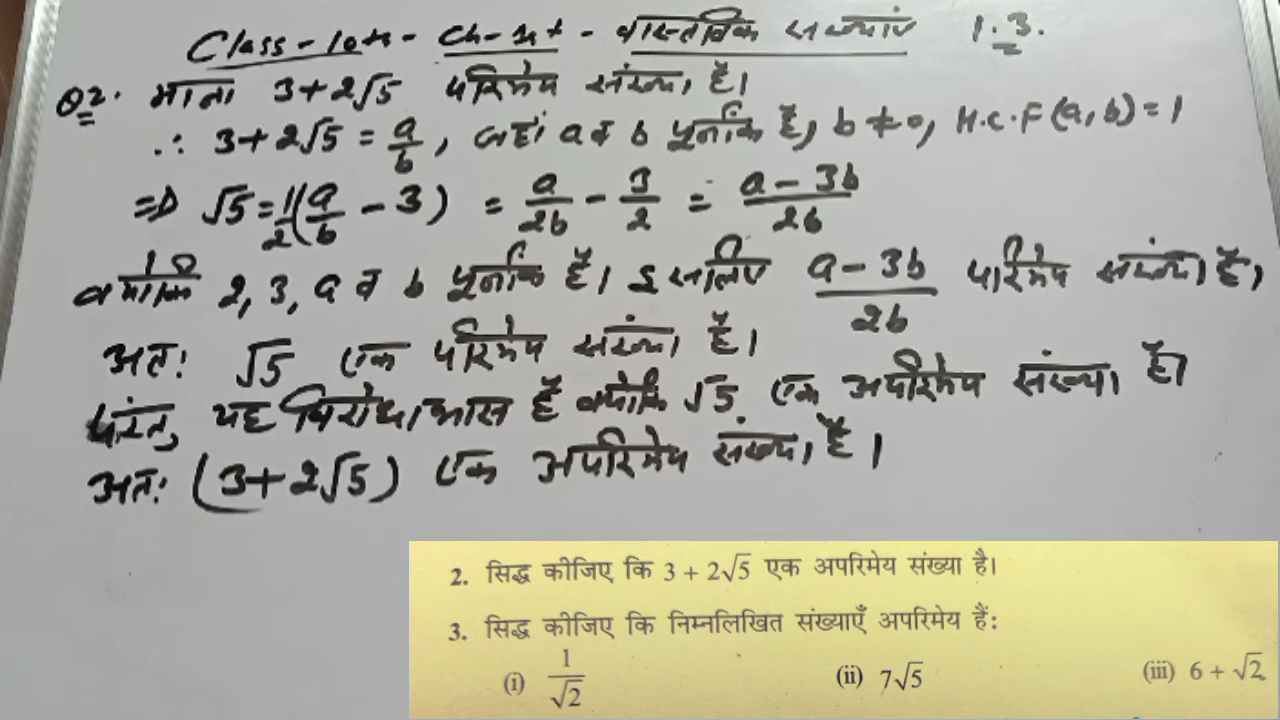 Class-10th- Ch-1st- वास्तविक संख्याएं 1.3.
Q2. माना 3+2√5 परिमेय संख्या है।
∴ 3+2√5 = a/b, जहां a व b पूर्णांक है, b≠0, H.C.F(a,b)=1
⇒ √5=1/2(a/b - 3) = a/2b - 3/2 = a-3b/2b
क्योंकि 2, 3, a व b पूर्णांक है। इसलिए a-3b/2b परिमेय संख्या है,
अतः √5 एक परिमेय संख्या है।
परंतु यह विरोधाभास है क्योंकि √5 एक अपरिमेय संख्या है।
अतः (3+2√5) एक अपरिमेय संख्या है।
2. सिद्ध कीजिए कि 3 + 2√5 एक अपरिमेय संख्या है।
3. सिद्ध कीजिए कि निम्नलिखित संख्याएँ अपरिमेय हैं:
(i) 1/√2 (ii) 7√5 (iii) 6 + √2